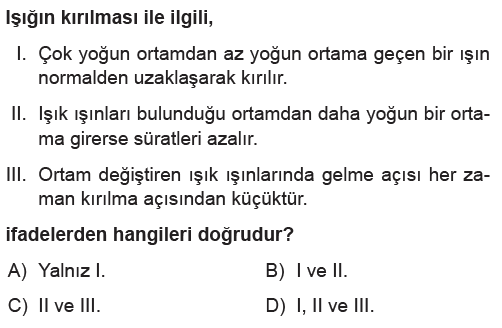 Işığın kırılması ile ilgili,
I. Çok yoğun ortamdan az yoğun ortama geçen bir ışın
normalden uzaklaşarak kırılır.
II. Işık ışınları bulunduğu ortamdan daha yoğun bir orta-
ma girerse süratleri azalır.
III. Ortam değiştiren ışık ışınlarında gelme açısı her za-
man kırılma açısından küçüktür.
ifadelerden hangileri doğrudur?
A) Yalnız I. B) I ve II.
C) II ve III. D) I, II ve III.